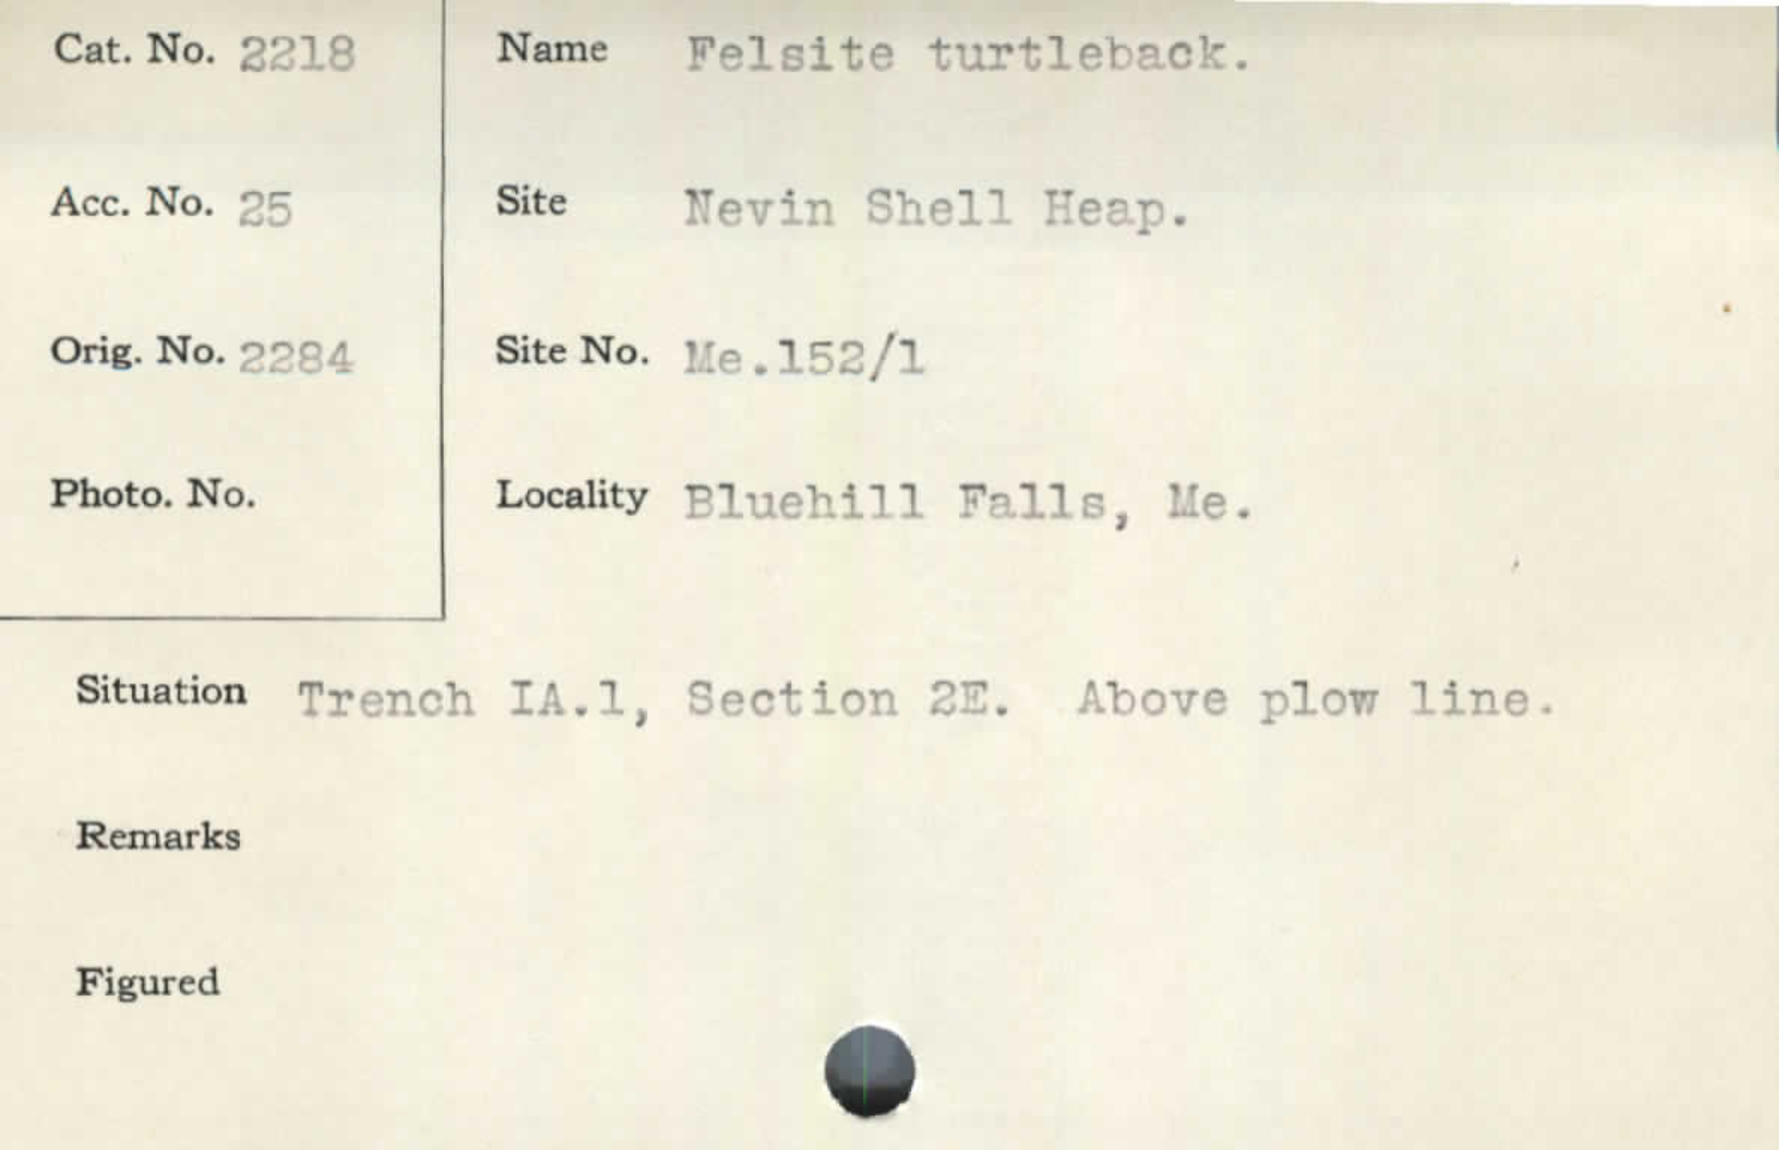 Cat. No. 2218
Name Felsite turtleback.
Acc. No. 25
Site Nevin Shell Heap.
Orig. No. 2284
Site No. Me.152/1
Photo. No.
Locality Bluehill Falls, Me.
Situation Trench IA.1, Section 2E. Above plow line.
Remarks
Figured